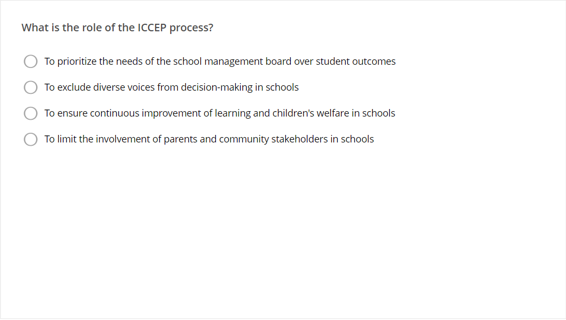 What is the role of the ICCEP process?
To prioritize the needs of the school management board over student outcomes
To exclude diverse voices from decision-making in schools
To ensure continuous improvement of learning and children's welfare in schools
To limit the involvement of parents and community stakeholders in schools